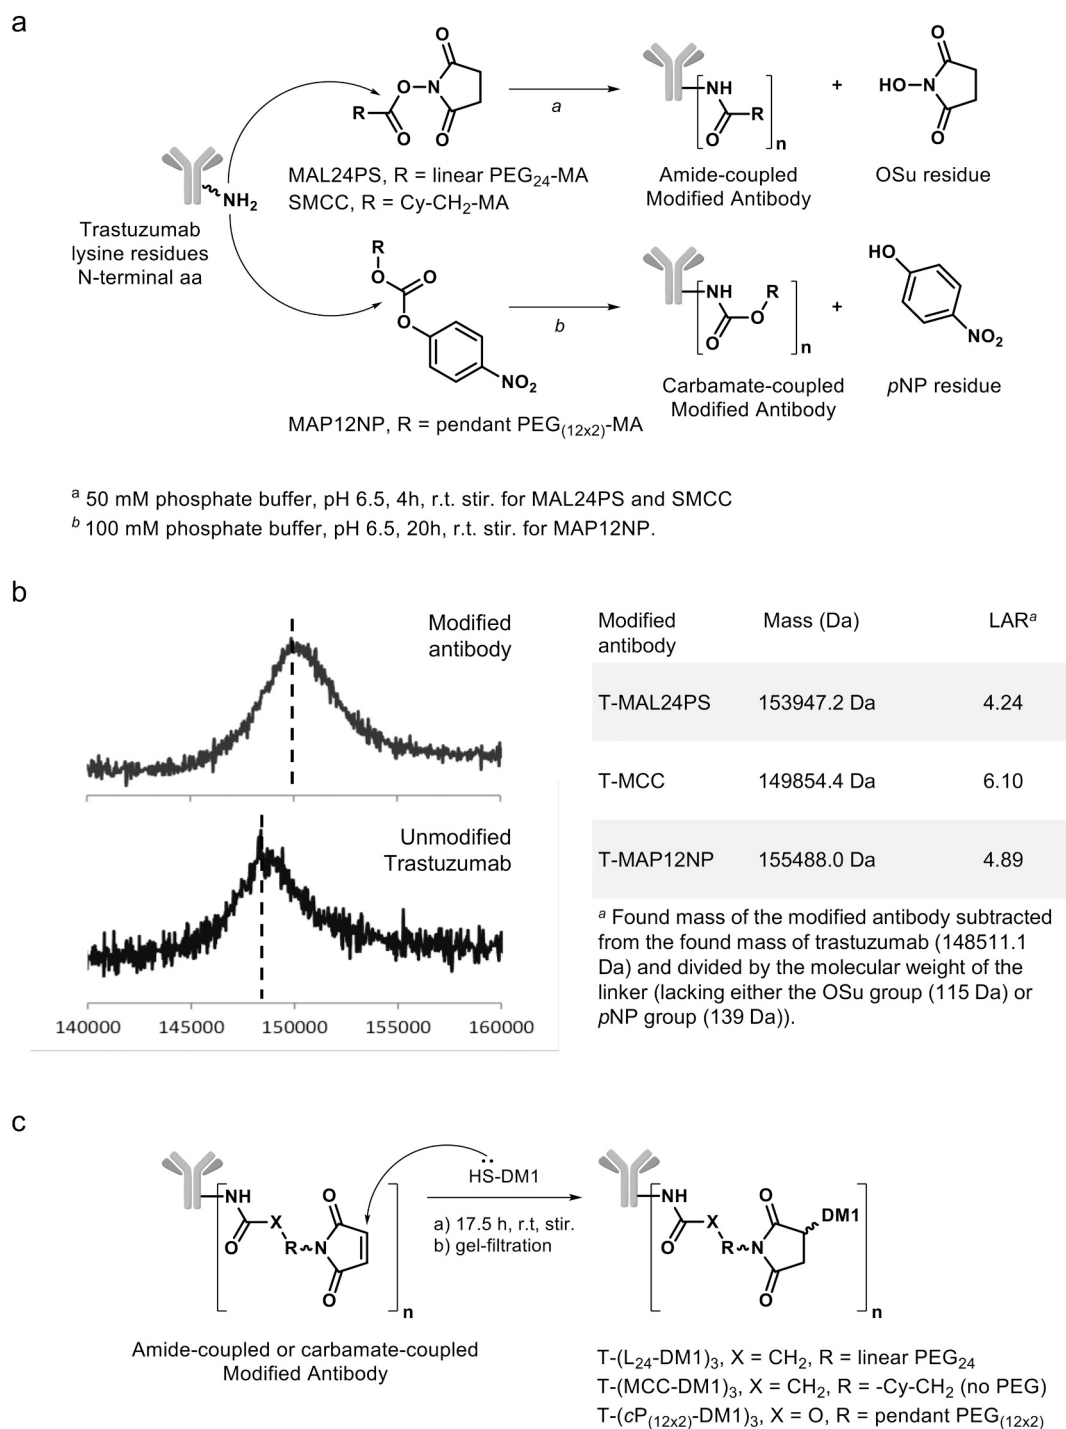 a
O
O
N
R
O
O
a
NH
O
R
n
+
O
HO
N
O
MAL24PS, R = linear PEG24-MA
SMCC, R = Cy-CH2-MA
Amide-coupled
Modified Antibody
OSu residue
NH2
Trastuzumab
lysine residues
N-terminal aa
R
O
O
O
NO2
b
NH
O
O
R
n
+
HO
NO2
Carbamate-coupled
Modified Antibody
pNP residue
MAP12NP, R = pendant PEG(12x2)-MA
a 50 mM phosphate buffer, pH 6.5, 4h, r.t. stir. for MAL24PS and SMCC
b 100 mM phosphate buffer, pH 6.5, 20h, r.t. stir. for MAP12NP.
b
Modified
antibody
Unmodified
Trastuzumab
140000 145000 150000 155000 160000
Modified
antibody
Mass (Da)
LARa
T-MAL24PS 153947.2 Da 4.24
T-MCC 149854.4 Da 6.10
T-MAP12NP 155488.0 Da 4.89
a Found mass of the modified antibody subtracted
from the found mass of trastuzumab (148511.1
Da) and divided by the molecular weight of the
linker (lacking either the OSu group (115 Da) or
pNP group (139 Da)).
c
NH
O
X
R
N
O
O
n
HS-DM1
a) 17.5 h, r.t, stir.
b) gel-filtration
NH
O
X
R
N
O
O
DM1
n
Amide-coupled or carbamate-coupled
Modified Antibody
T-(L24-DM1)3, X = CH2, R = linear PEG24
T-(MCC-DM1)3, X = CH2, R = -Cy-CH2 (no PEG)
T-(cP(12x2)-DM1)3, X = O, R = pendant PEG(12x2)